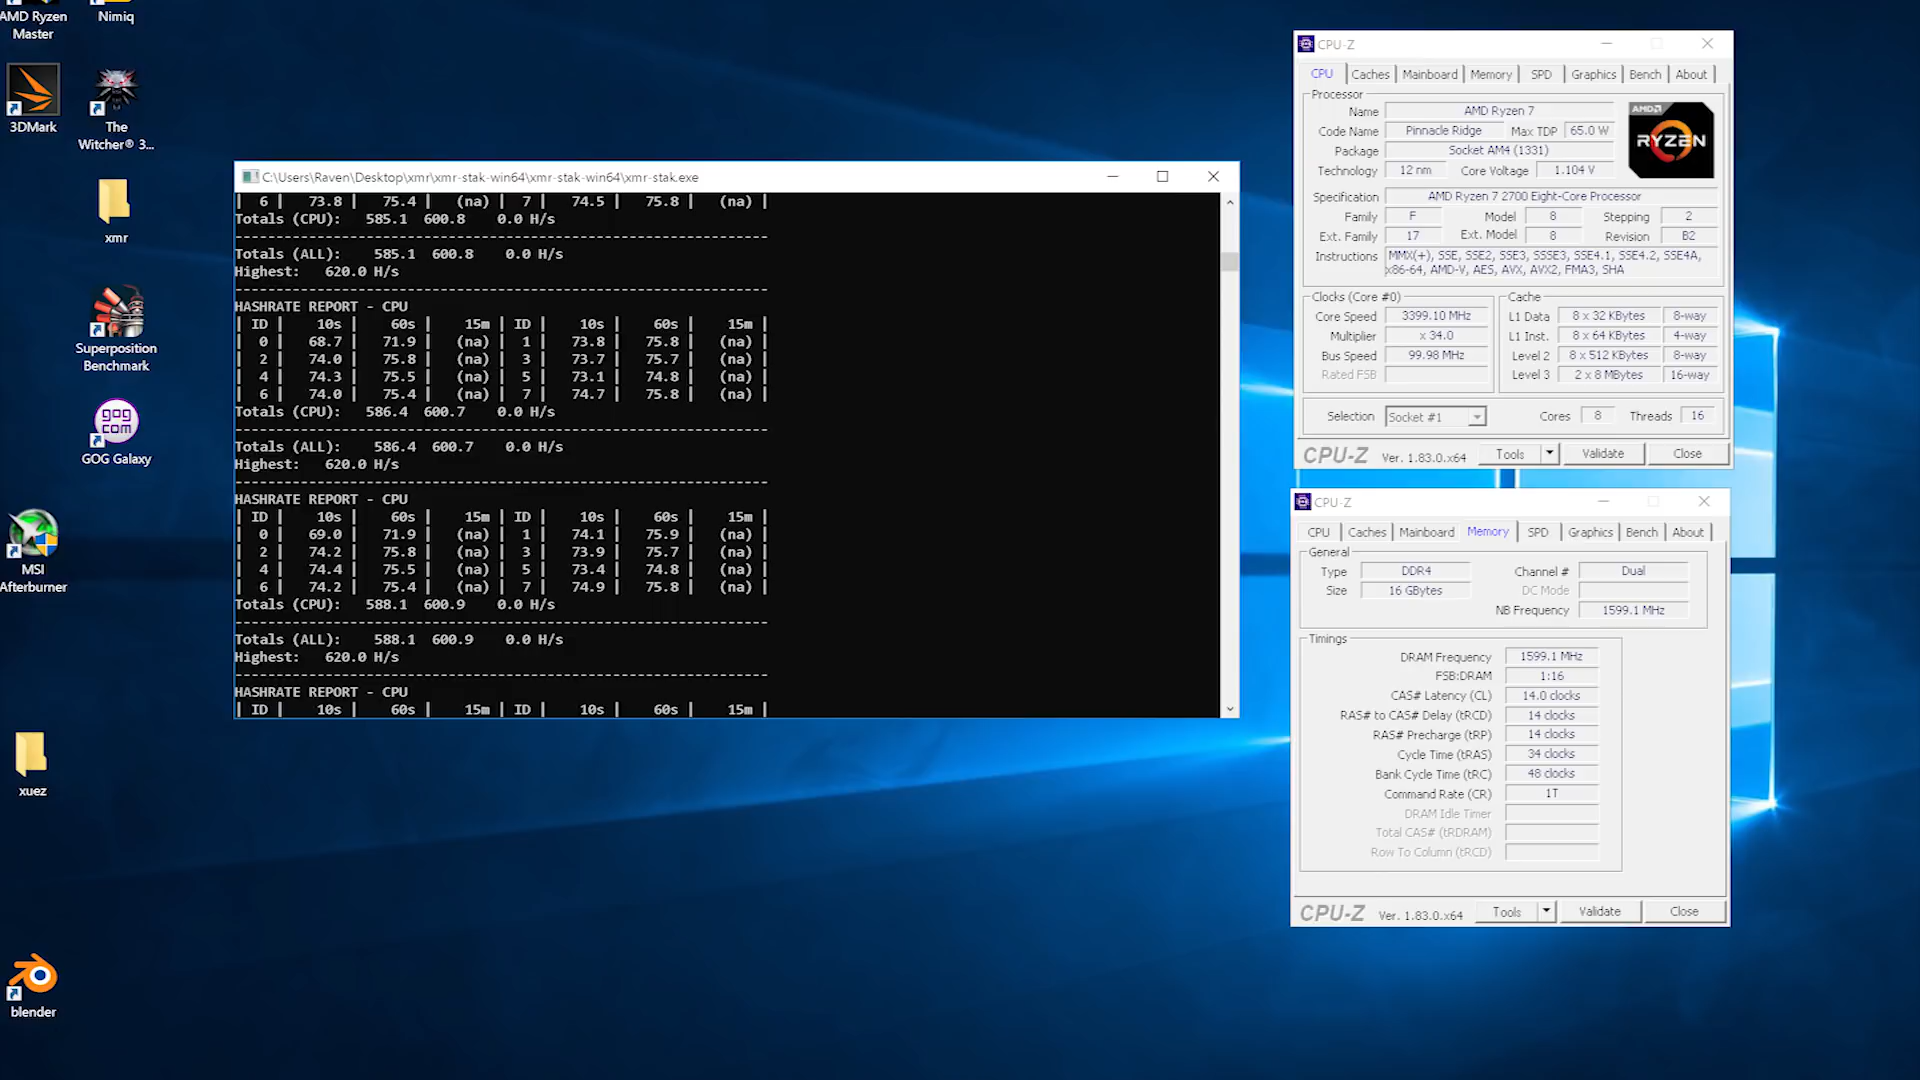 AMD Ryzen
Master
Nimiq
3DMark
The
Witcher® 3...
xmr
Superposition
Benchmark
gog
com
GOG Galaxy
MSI
Afterburner
xuez
blender
C:\Users\Raven\Desktop\xmr\xmr-stak-win64\xmr-stak-win64\xmr-stak.exe
| 6 | 73.8 | 75.4 | (na) | 7 | 74.5 | 75.8 | (na) |
Totals (CPU): 585.1 600.8 0.0 H/s
-----------------------------------------------------------------
Totals (ALL): 585.1 600.8 0.0 H/s
Highest: 620.0 H/s
-----------------------------------------------------------------
HASHRATE REPORT - CPU
| ID | 10s | 60s | 15m | ID | 10s | 60s | 15m |
| 0 | 68.7 | 71.9 | (na) | 1 | 73.8 | 75.8 | (na) |
| 2 | 74.0 | 75.8 | (na) | 3 | 73.7 | 75.7 | (na) |
| 4 | 74.3 | 75.5 | (na) | 5 | 73.1 | 74.8 | (na) |
| 6 | 74.0 | 75.4 | (na) | 7 | 74.7 | 75.8 | (na) |
Totals (CPU): 586.4 600.7 0.0 H/s
-----------------------------------------------------------------
Totals (ALL): 586.4 600.7 0.0 H/s
Highest: 620.0 H/s
-----------------------------------------------------------------
HASHRATE REPORT - CPU
| ID | 10s | 60s | 15m | ID | 10s | 60s | 15m |
| 0 | 69.0 | 71.9 | (na) | 1 | 74.1 | 75.9 | (na) |
| 2 | 74.2 | 75.8 | (na) | 3 | 73.9 | 75.7 | (na) |
| 4 | 74.4 | 75.5 | (na) | 5 | 73.4 | 74.8 | (na) |
| 6 | 74.2 | 75.4 | (na) | 7 | 74.9 | 75.8 | (na) |
Totals (CPU): 588.1 600.9 0.0 H/s
-----------------------------------------------------------------
Totals (ALL): 588.1 600.9 0.0 H/s
Highest: 620.0 H/s
-----------------------------------------------------------------
HASHRATE REPORT - CPU
| ID | 10s | 60s | 15m | ID | 10s | 60s | 15m |
CPU-Z
CPU Caches Mainboard Memory SPD Graphics Bench About
Processor
Name AMD Ryzen 7
Code Name Pinnacle Ridge Max TDP 65.0 W
Package Socket AM4 (1331)
Technology 12 nm Core Voltage 1.104 V
AMD
RYZEN
Specification AMD Ryzen 7 2700 Eight-Core Processor
Family F Model 8 Stepping 2
Ext. Family 17 Ext. Model 8 Revision B2
Instructions MMX(+), SSE, SSE2, SSE3, SSSE3, SSE4.1, SSE4.2, SSE4A,
x86-64, AMD-V, AES, AVX, AVX2, FMA3, SHA
Clocks (Core #0) Cache
Core Speed 3399.10 MHz L1 Data 8 x 32 KBytes 8-way
Multiplier x 34.0 L1 Inst. 8 x 64 KBytes 4-way
Bus Speed 99.98 MHz Level 2 8 x 512 KBytes 8-way
Rated FSB Level 3 2 x 8 MBytes 16-way
Selection Socket #1 Cores 8 Threads 16
CPU-Z Ver. 1.83.0.x64 Tools Validate Close
CPU-Z
CPU Caches Mainboard Memory SPD Graphics Bench About
General
Type DDR4 Channel # Dual
Size 16 GBytes DC Mode
NB Frequency 1599.1 MHz
Timings
DRAM Frequency 1599.1 MHz
FSB:DRAM 1:16
CAS# Latency (CL) 14.0 clocks
RAS# to CAS# Delay (tRCD) 14 clocks
RAS# Precharge (tRP) 14 clocks
Cycle Time (tRAS) 34 clocks
Bank Cycle Time (tRC) 48 clocks
Command Rate (CR) 1T
DRAM Idle Timer
Total CAS# (tRDRAM)
Row To Column (tRCD)
CPU-Z Ver. 1.83.0.x64 Tools Validate Close